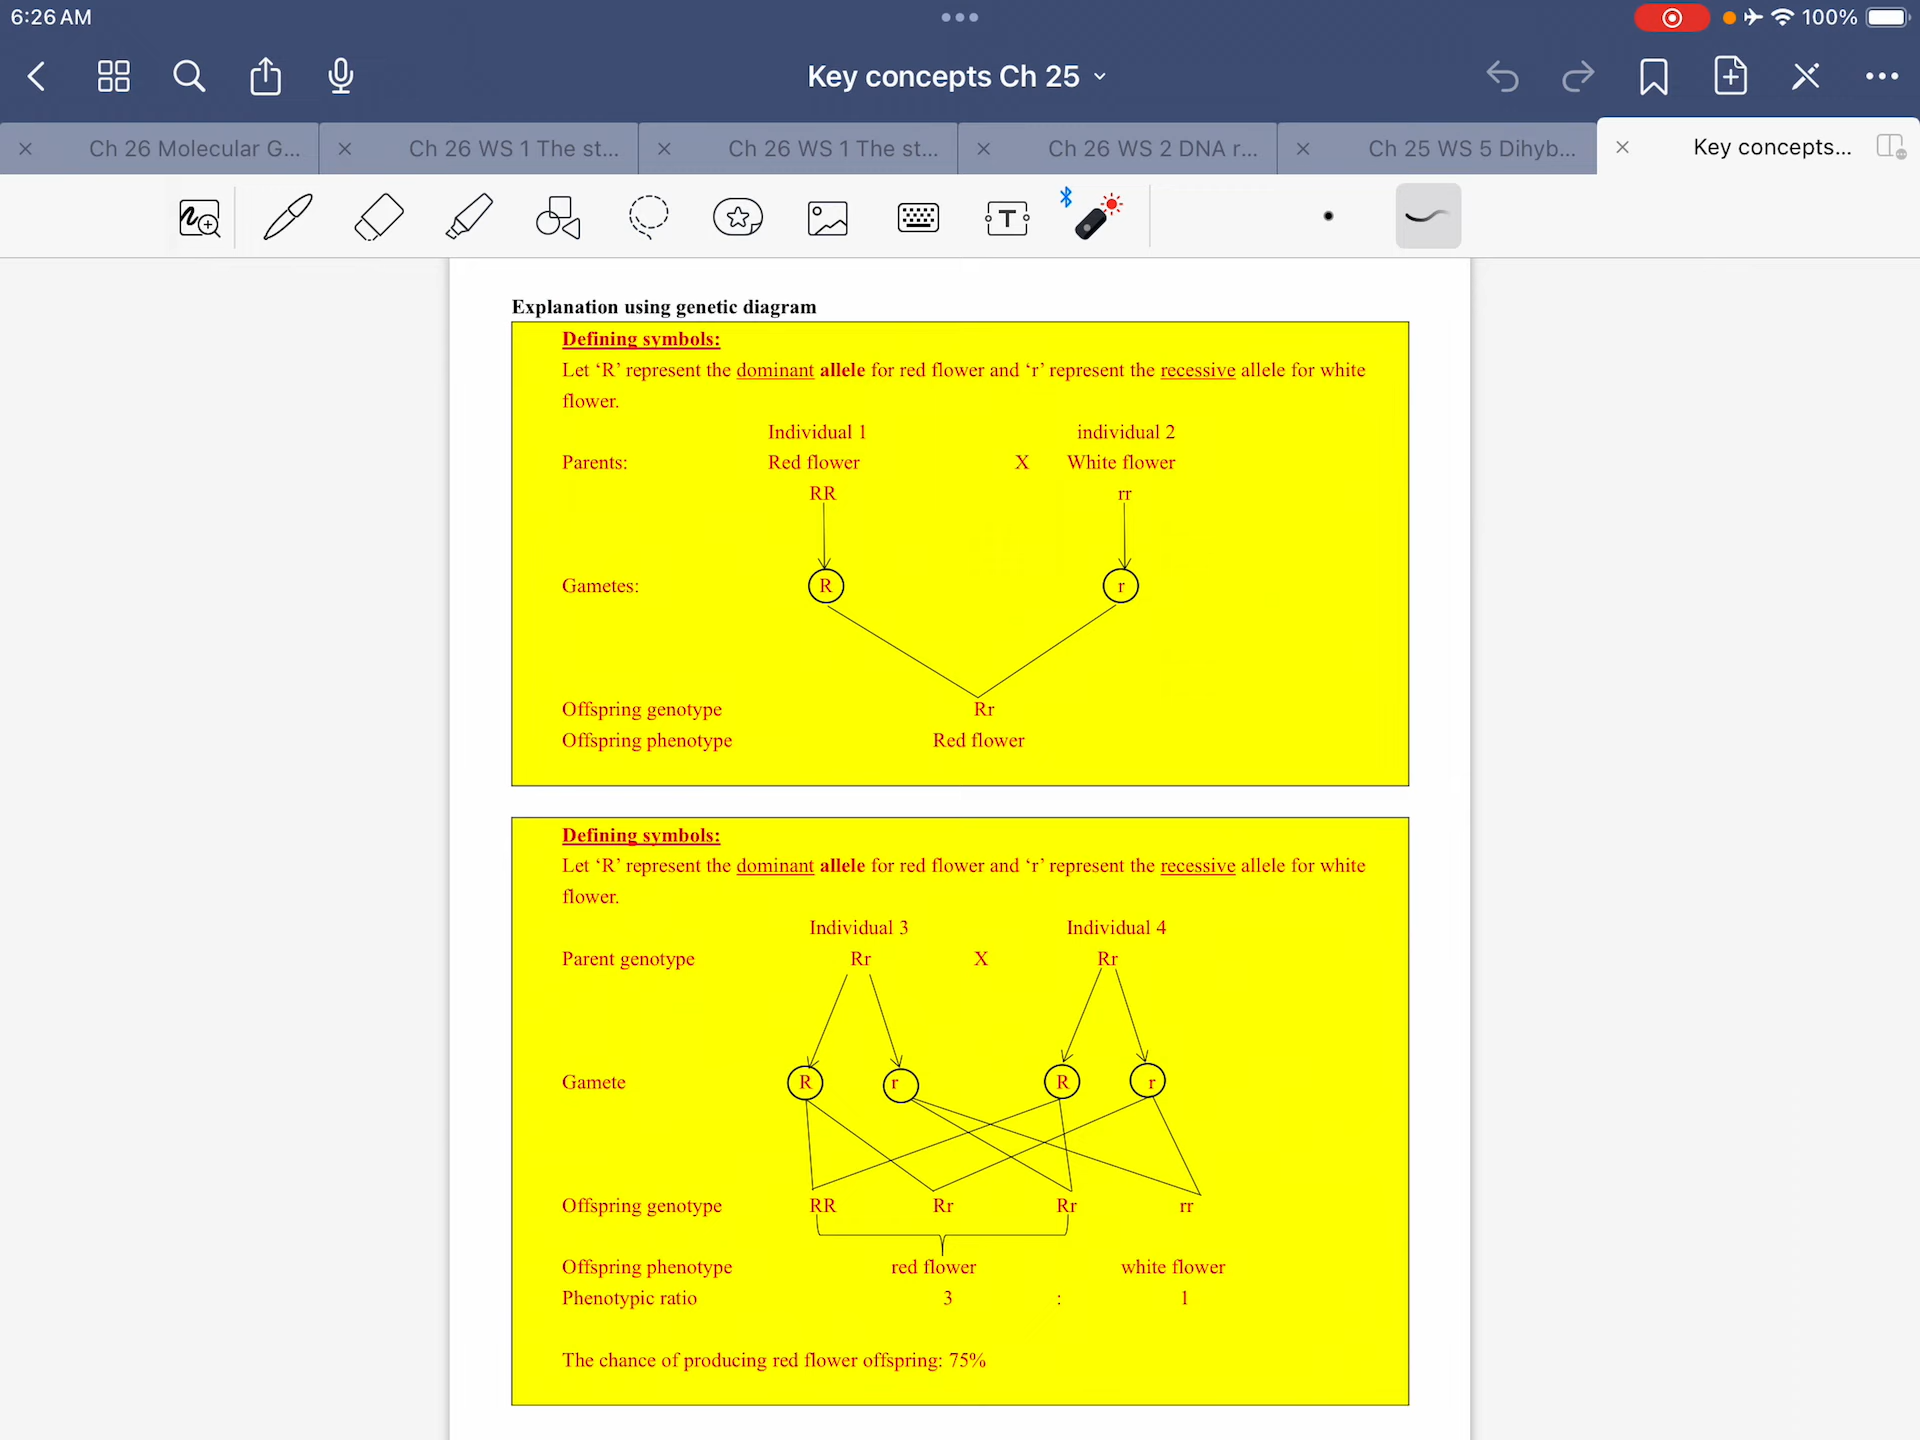 6:26 AM
100%
Key concepts Ch 25
Ch 26 Molecular G...
Ch 26 WS 1 The st...
Ch 26 WS 1 The st...
Ch 26 WS 2 DNA r...
Ch 25 WS 5 Dihyb...
Key concepts...
T
Explanation using genetic diagram
Defining symbols:
Let ‘R’ represent the dominant allele for red flower and ‘r’ represent the recessive allele for white
flower.
Individual 1 individual 2
Parents: Red flower X White flower
RR rr
Gametes: R r
Offspring genotype Rr
Offspring phenotype Red flower
Defining symbols:
Let ‘R’ represent the dominant allele for red flower and ‘r’ represent the recessive allele for white
flower.
Individual 3 Individual 4
Parent genotype Rr X Rr
Gamete R r R r
Offspring genotype RR Rr Rr rr
Offspring phenotype red flower white flower
Phenotypic ratio 3 : 1
The chance of producing red flower offspring: 75%